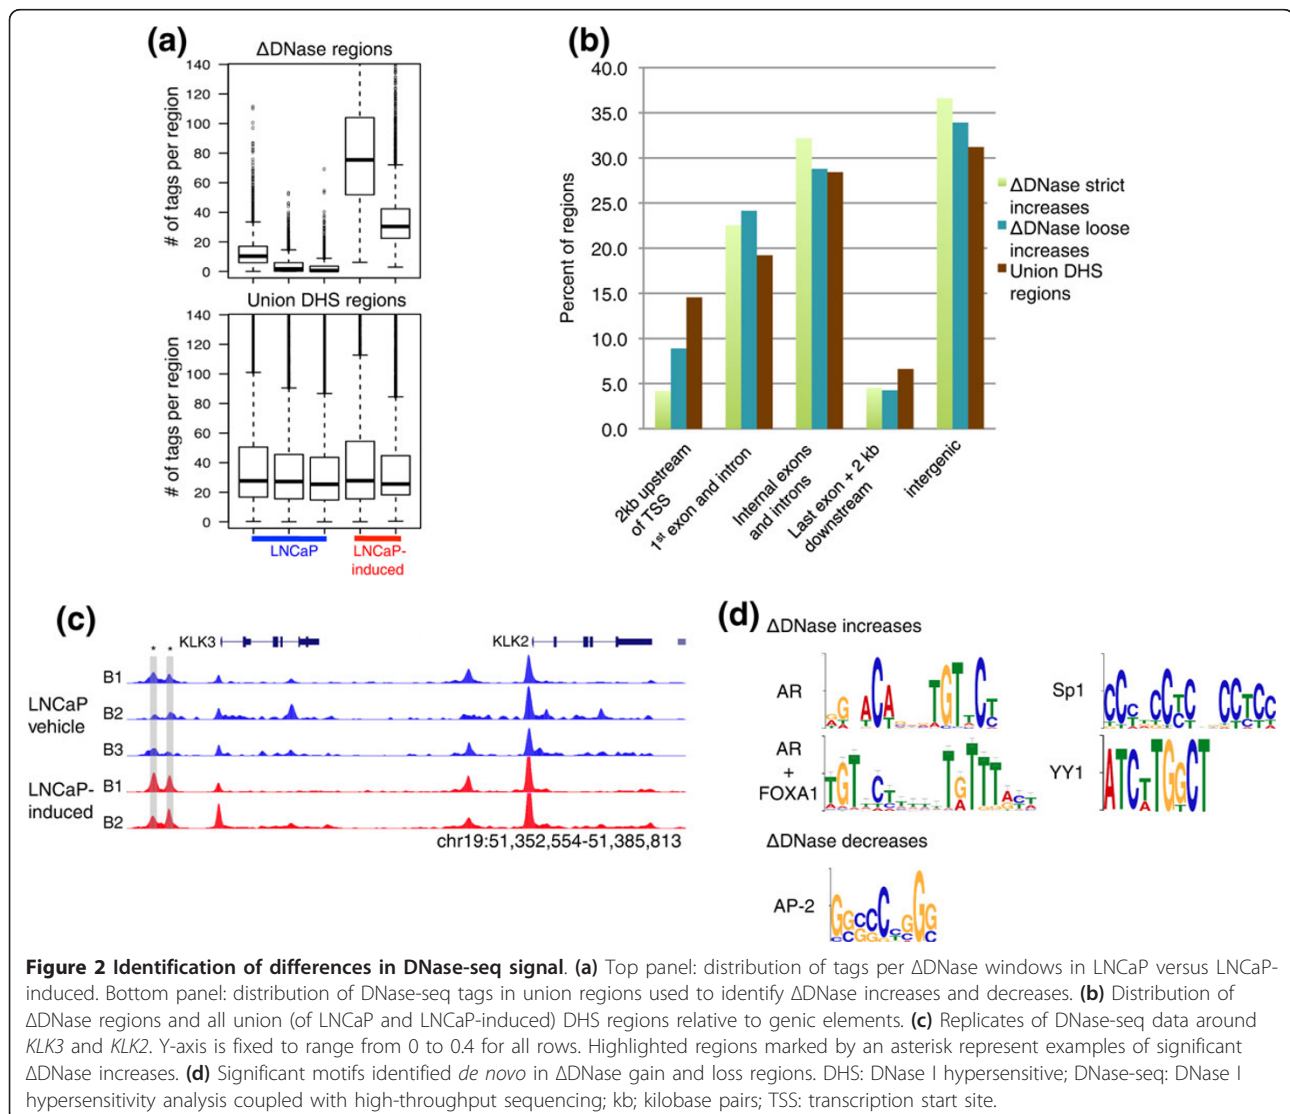 (a)
ΔDNase regions
# of tags per region
140
120
100
80
60
40
20
0
Union DHS regions
# of tags per region
140
120
100
80
60
40
20
0
LNCaP
LNCaP-
induced
(b)
Percent of regions
40.0
35.0
30.0
25.0
20.0
15.0
10.0
5.0
0.0
2kb upstream
of TSS
1st exon and intron
Internal exons
and introns
Last exon + 2 kb
downstream
intergenic
ΔDNase strict
increases
ΔDNase loose
increases
Union DHS
regions
(c)
KLK3
KLK2
* *
LNCaP
vehicle
B1
B2
B3
LNCaP-
induced
B1
B2
chr19:51,352,554-51,385,813
(d)
ΔDNase increases
AR
AR
+
FOXA1
Sp1
YY1
ATCTGGCT
ΔDNase decreases
AP-2
Figure 2 Identification of differences in DNase-seq signal. (a) Top panel: distribution of tags per ΔDNase windows in LNCaP versus LNCaP-
induced. Bottom panel: distribution of DNase-seq tags in union regions used to identify ΔDNase increases and decreases. (b) Distribution of
ΔDNase regions and all union (of LNCaP and LNCaP-induced) DHS regions relative to genic elements. (c) Replicates of DNase-seq data around
KLK3 and KLK2. Y-axis is fixed to range from 0 to 0.4 for all rows. Highlighted regions marked by an asterisk represent examples of significant
ΔDNase increases. (d) Significant motifs identified de novo in ΔDNase gain and loss regions. DHS: DNase I hypersensitive; DNase-seq: DNase I
hypersensitivity analysis coupled with high-throughput sequencing; kb; kilobase pairs; TSS: transcription start site.